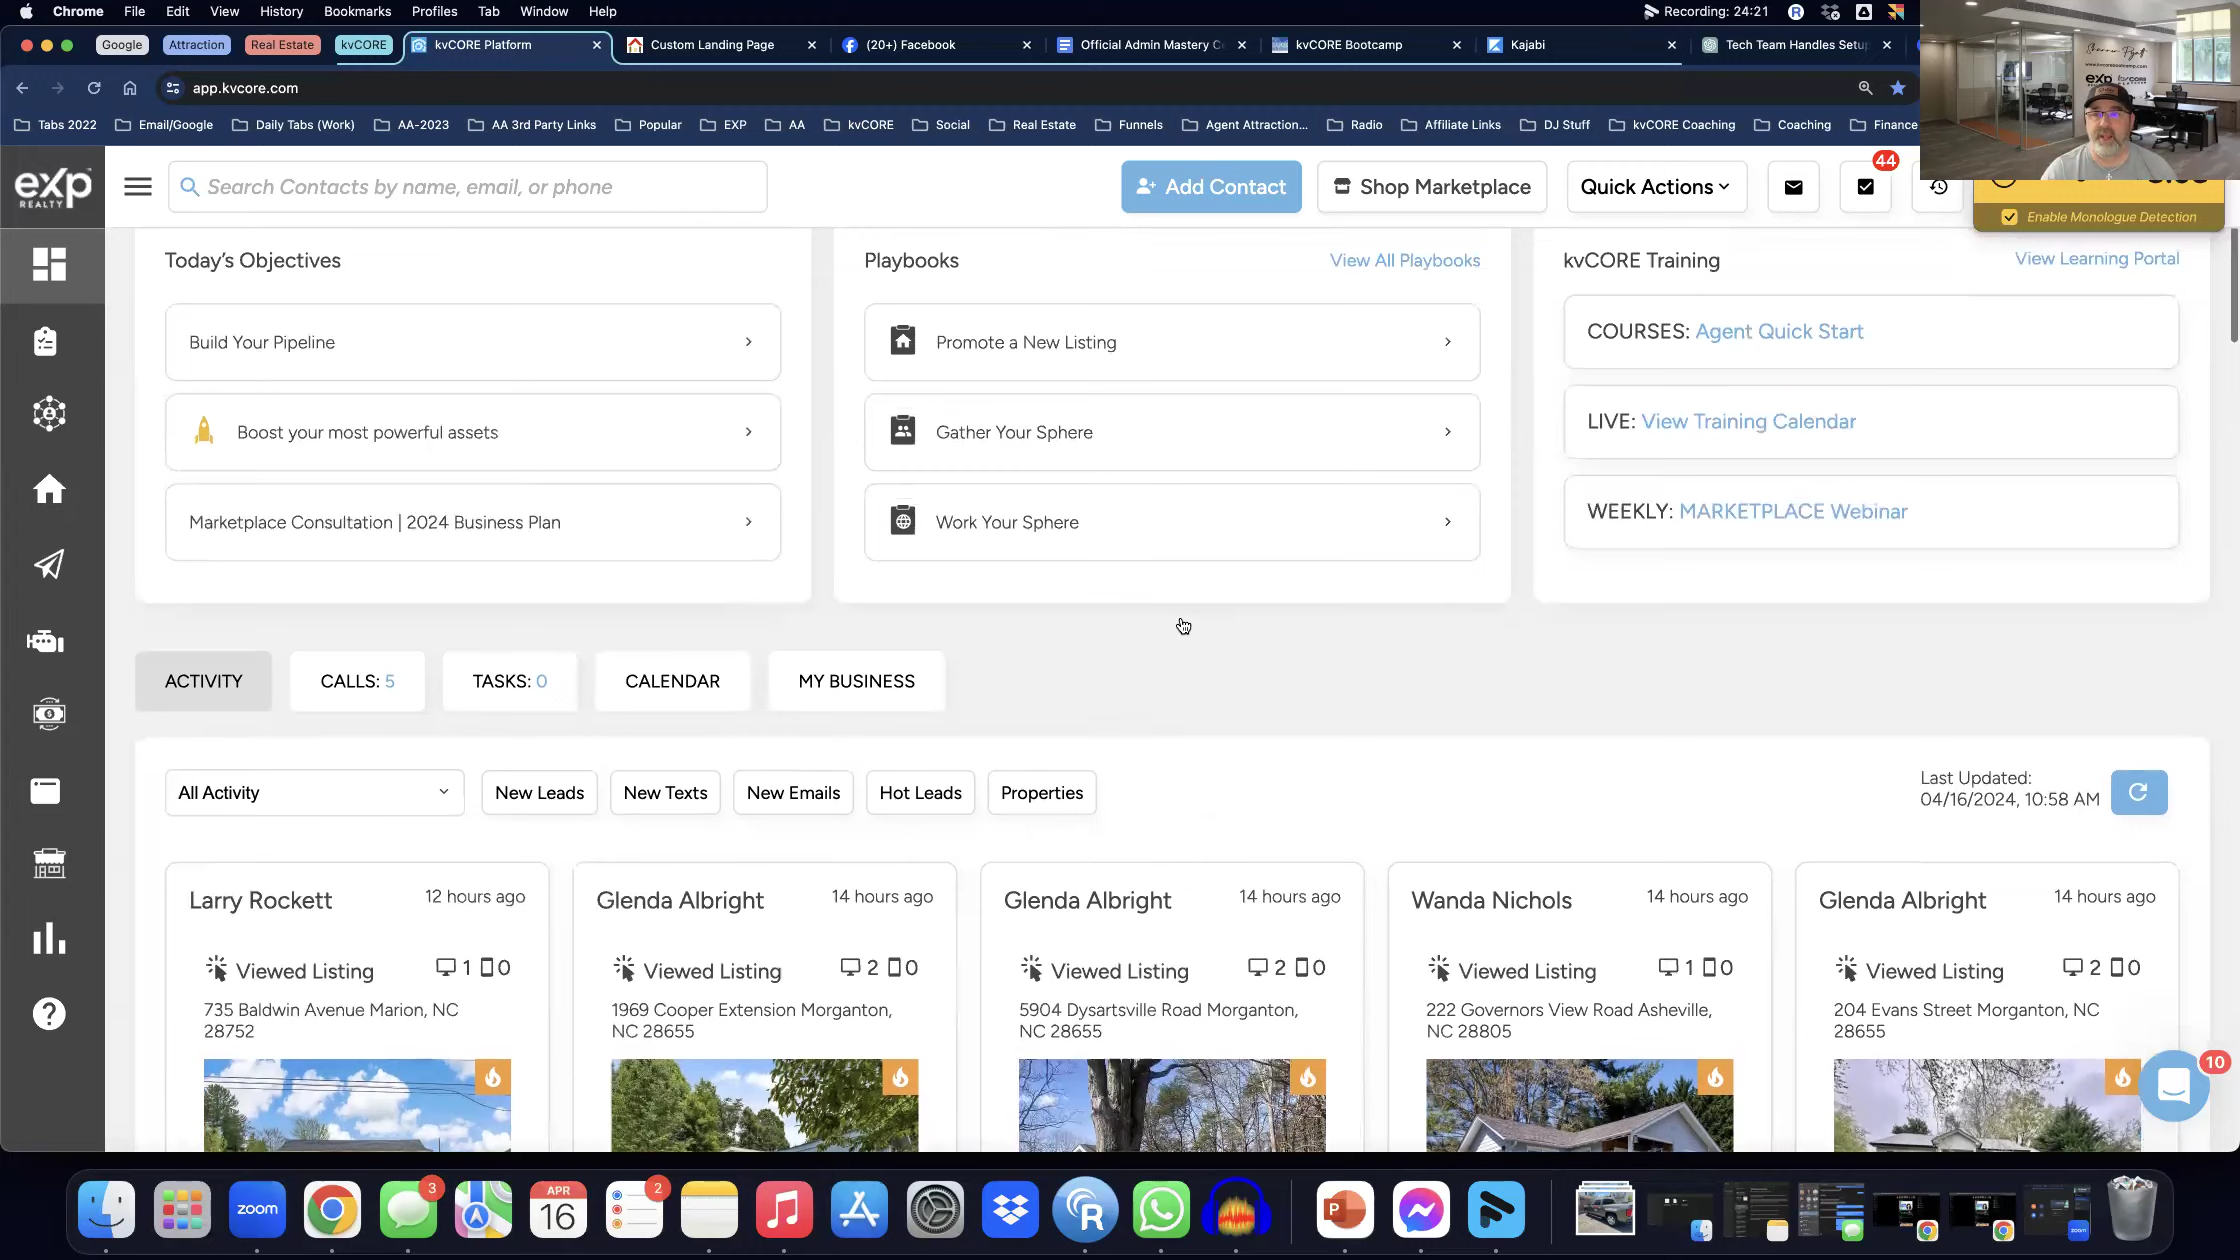 Chrome File Edit View History Bookmarks Profiles Tab Window Help
Recording: 24:21
Google Attraction Real Estate kvCORE kvCORE Platform Custom Landing Page (20+) Facebook Official Admin Mastery kvCORE Bootcamp Kajabi Tech Team Handles Setu
app.kvcore.com
Tabs 2022 Email/Google Daily Tabs (Work) AA-2023 AA 3rd Party Links Popular EXP AA kvCORE Social Real Estate Funnels Agent Attraction... Radio Affiliate Links DJ Stuff kvCORE Coaching Coaching Finance
www.kvcorebootcamp.com
eXp
kvcore
exp
REALTY
Search Contacts by name, email, or phone
Add Contact
Shop Marketplace
Quick Actions
44
Enable Monologue Detection
Today's Objectives
Build Your Pipeline
Boost your most powerful assets
Marketplace Consultation | 2024 Business Plan
Playbooks
View All Playbooks
Promote a New Listing
Gather Your Sphere
Work Your Sphere
kvCORE Training
View Learning Portal
COURSES: Agent Quick Start
LIVE: View Training Calendar
WEEKLY: MARKETPLACE Webinar
ACTIVITY
CALLS: 5
TASKS: 0
CALENDAR
MY BUSINESS
All Activity
New Leads
New Texts
New Emails
Hot Leads
Properties
Last Updated:
04/16/2024, 10:58 AM
Larry Rockett 12 hours ago
Viewed Listing 1 0
735 Baldwin Avenue Marion, NC
28752
Glenda Albright 14 hours ago
Viewed Listing 2 0
1969 Cooper Extension Morganton,
NC 28655
Glenda Albright 14 hours ago
Viewed Listing 2 0
5904 Dysartsville Road Morganton,
NC 28655
Wanda Nichols 14 hours ago
Viewed Listing 1 0
222 Governors View Road Asheville,
NC 28805
Glenda Albright 14 hours ago
Viewed Listing 2 0
204 Evans Street Morganton, NC
28655
10
zoom
3
APR
16
2
R
P
zoom